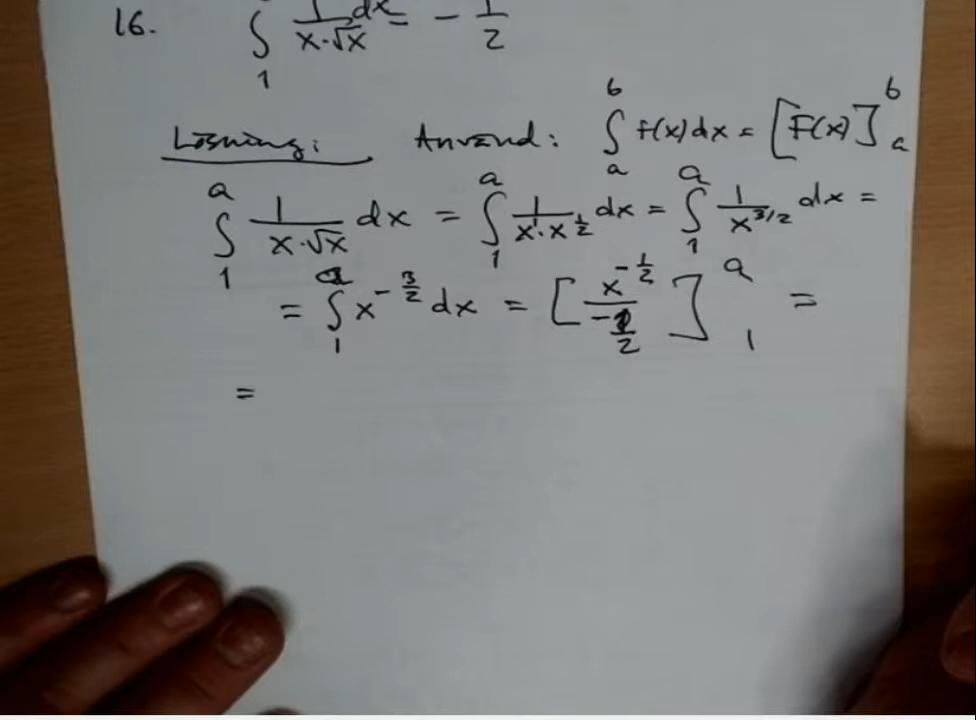 16. ∫₁ 1/(x·√x) dx = - 1/2
Lösning: Använd: ∫ₐᵇ f(x)dx = [F(x)]ₐᵇ
∫₁ᵃ 1/(x·√x) dx = ∫₁ᵃ 1/(x¹·x^(1/2)) dx = ∫₁ᵃ 1/x^(3/2) dx =
= ∫₁ᵃ x^(-3/2) dx = [x^(-1/2)/(-1/2)]₁ᵃ =
=